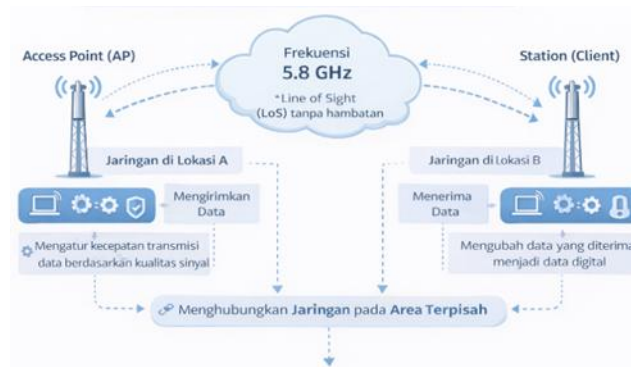 Access Point (AP)
Frekuensi
5.8 GHz
*Line of Sight
(LoS) tanpa hambatan
Station (Client)
Jaringan di Lokasi A
Jaringan di Lokasi B
Mengirimkan
Data
Menerima
Data
Mengatur kecepatan transmisi
data berdasarkan kualitas sinyal
Mengubah data yang diterima
menjadi data digital
Menghubungkan Jaringan pada Area Terpisah